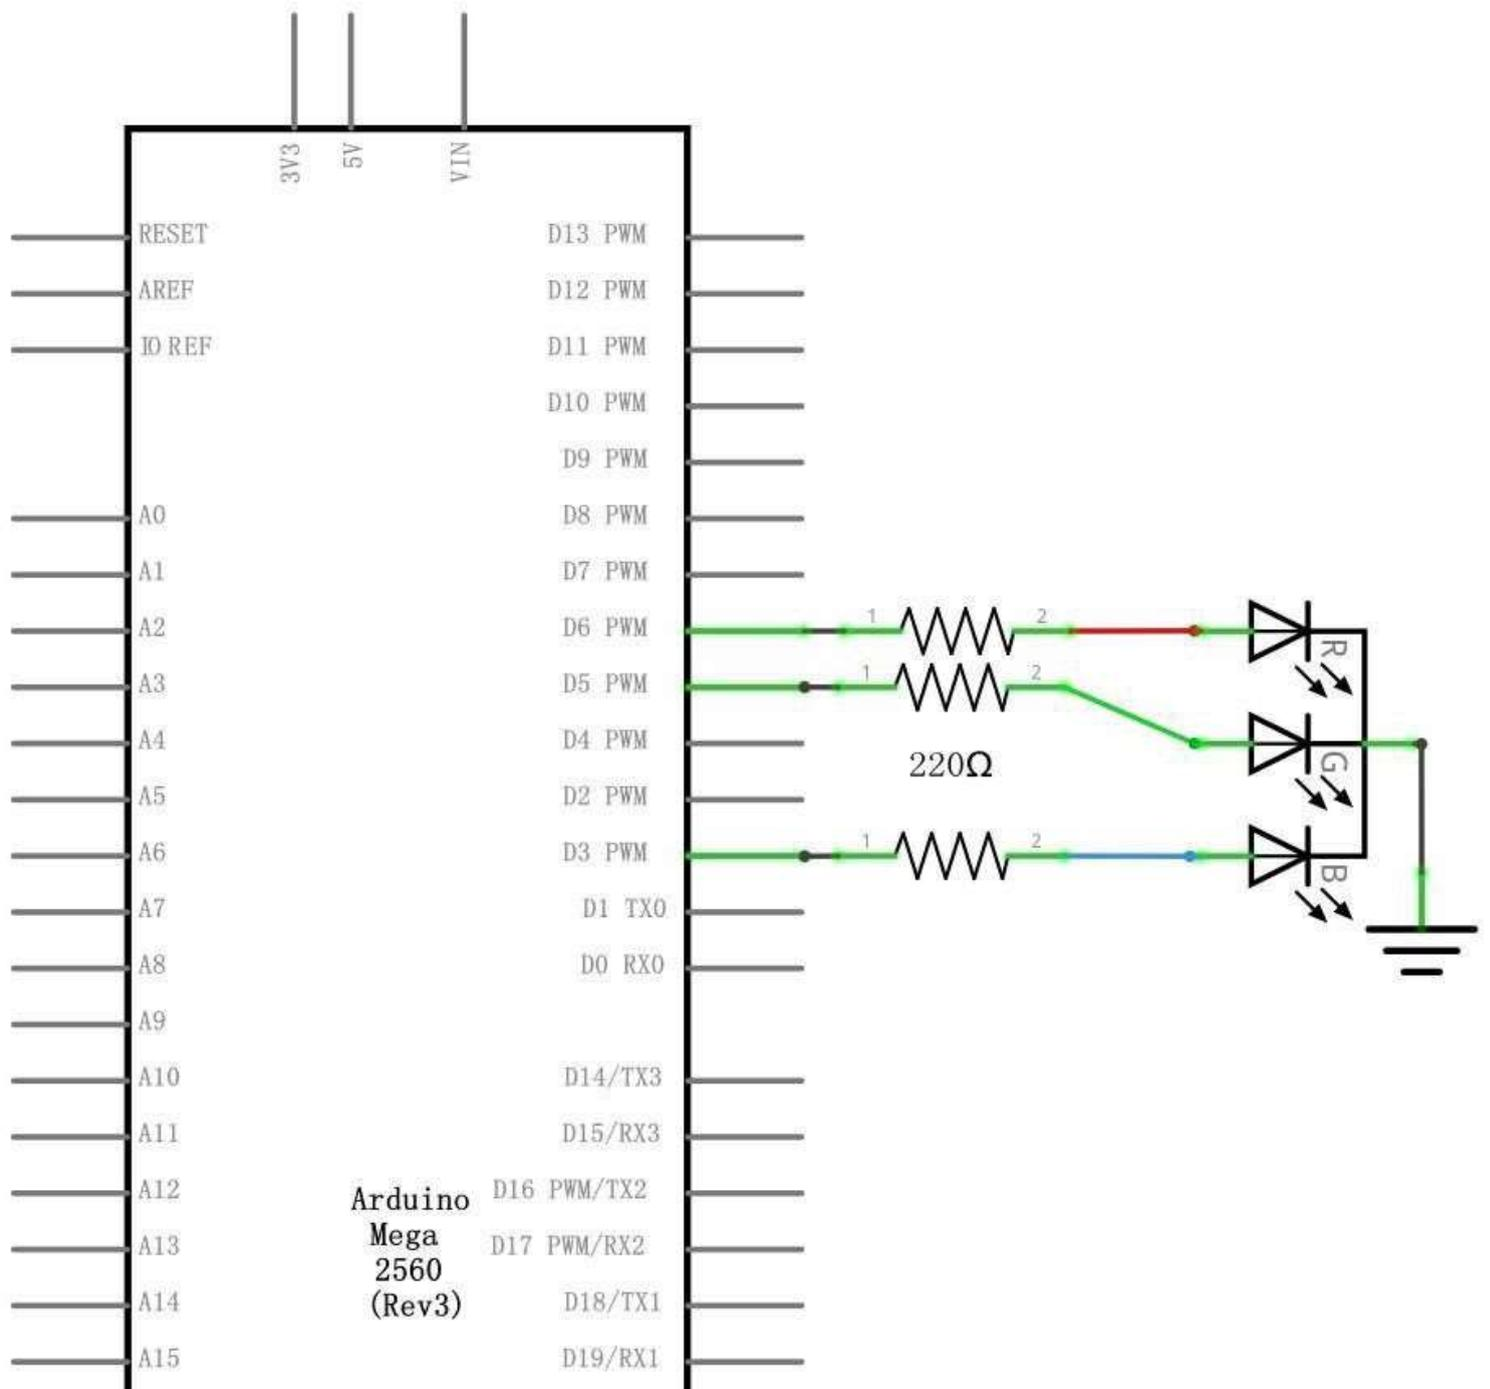 3V3 5V VIN
RESET D13 PWM
AREF D12 PWM
IO REF D11 PWM
D10 PWM
D9 PWM
A0 D8 PWM
A1 D7 PWM
A2 D6 PWM 1 2 R
A3 D5 PWM 1 2
A4 D4 PWM G
220Ω
A5 D2 PWM
A6 D3 PWM 1 2 B
A7 D1 TX0
A8 D0 RX0
A9
A10 D14/TX3
A11 D15/RX3
A12 D16 PWM/TX2
A13 D17 PWM/RX2
A14 D18/TX1
A15 D19/RX1
Arduino
Mega
2560
(Rev3)